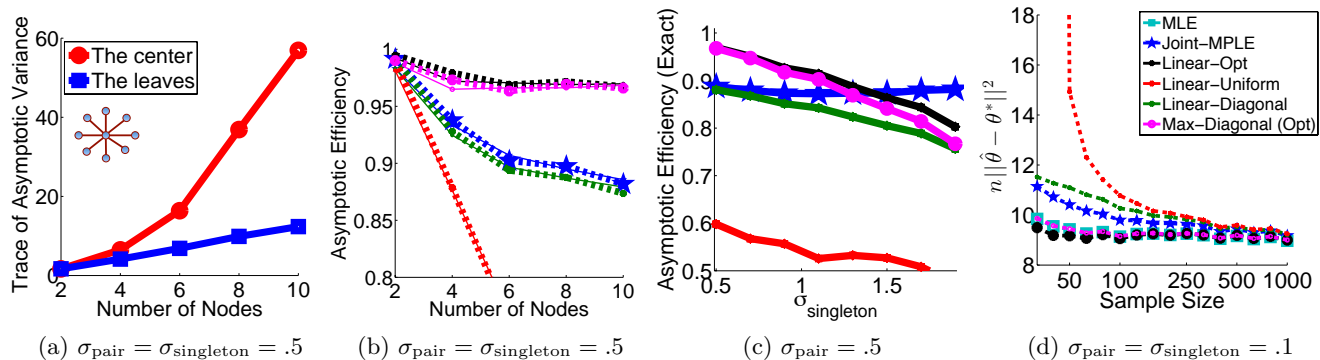 60
40
20
0
2 4 6 8 10
Number of Nodes
Trace of Asymptotic Variance
The center
The leaves
(a) σpair = σsingleton = .5
1
0.95
0.9
0.85
0.8
2 4 6 8 10
Number of Nodes
Asymptotic Efficiency
(b) σpair = σsingleton = .5
1
0.9
0.8
0.7
0.6
0.5
0.5 1 1.5
σsingleton
Asymptotic Efficiency (Exact)
(c) σpair = .5
18
16
14
12
10
8
50 100 250 500 1000
Sample Size
n||θ̂ − θ*||²
MLE
Joint−MPLE
Linear−Opt
Linear−Uniform
Linear−Diagonal
Max−Diagonal (Opt)
(d) σpair = σsingleton = .1